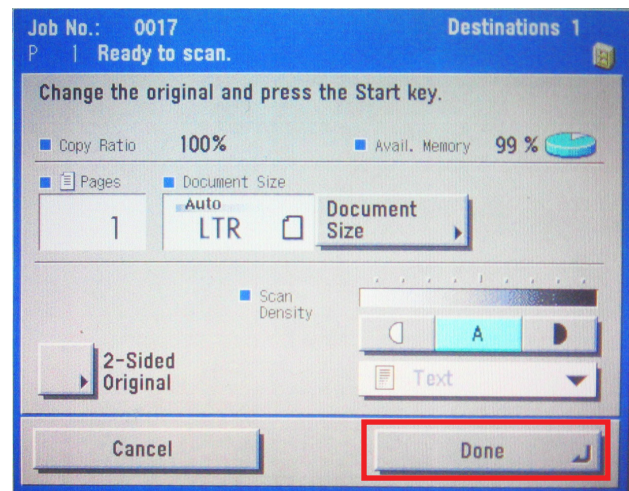 Job No.: 0017 Destinations 1
P 1 Ready to scan.
Change the original and press the Start key.
Copy Ratio 100% Avail. Memory 99 %
Pages Document Size
1 Auto LTR Document Size
Scan Density
A
2-Sided Original
Text
Cancel Done